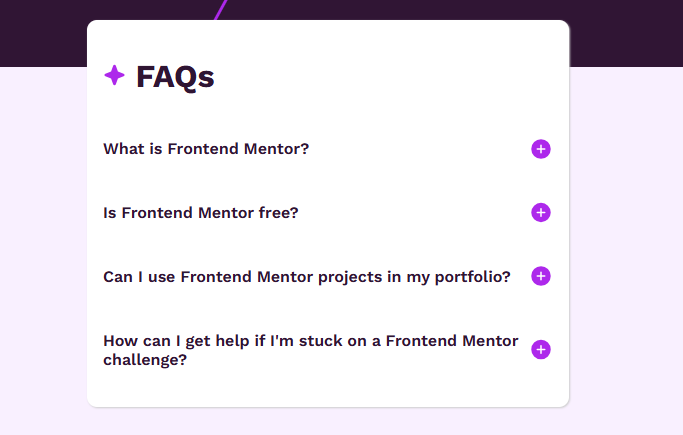 FAQs
What is Frontend Mentor?
Is Frontend Mentor free?
Can I use Frontend Mentor projects in my portfolio?
How can I get help if I'm stuck on a Frontend Mentor
challenge?